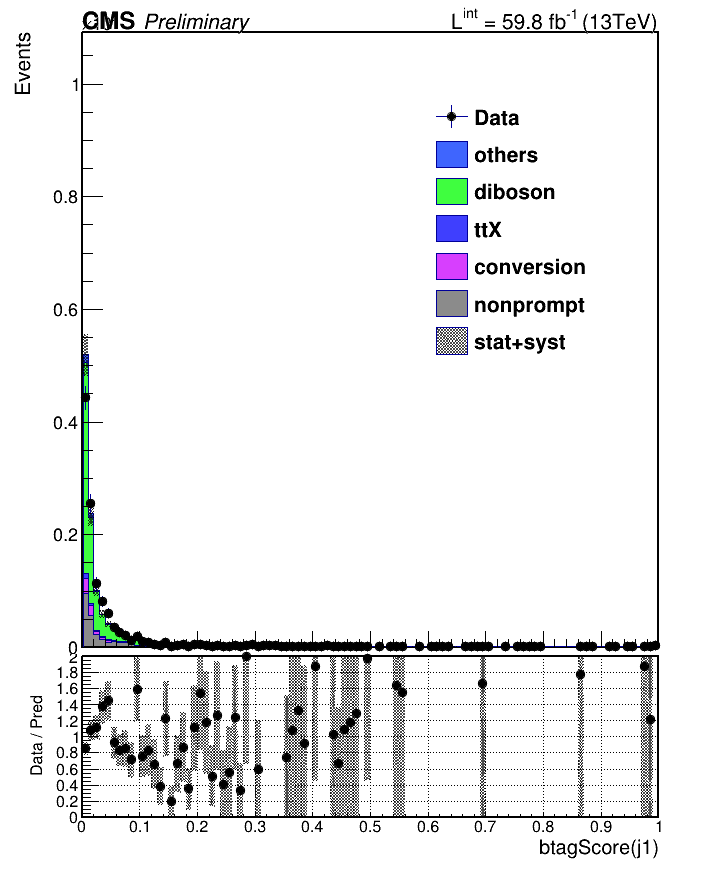 CMS Preliminary L^int = 59.8 fb^-1 (13TeV)
Events
1
0.8
0.6
0.4
0.2
0
Data
others
diboson
ttX
conversion
nonprompt
stat+syst
Data / Pred
2
1.8
1.6
1.4
1.2
1
0.8
0.6
0.4
0.2
0
0 0.1 0.2 0.3 0.4 0.5 0.6 0.7 0.8 0.9 1
btagScore(j1)